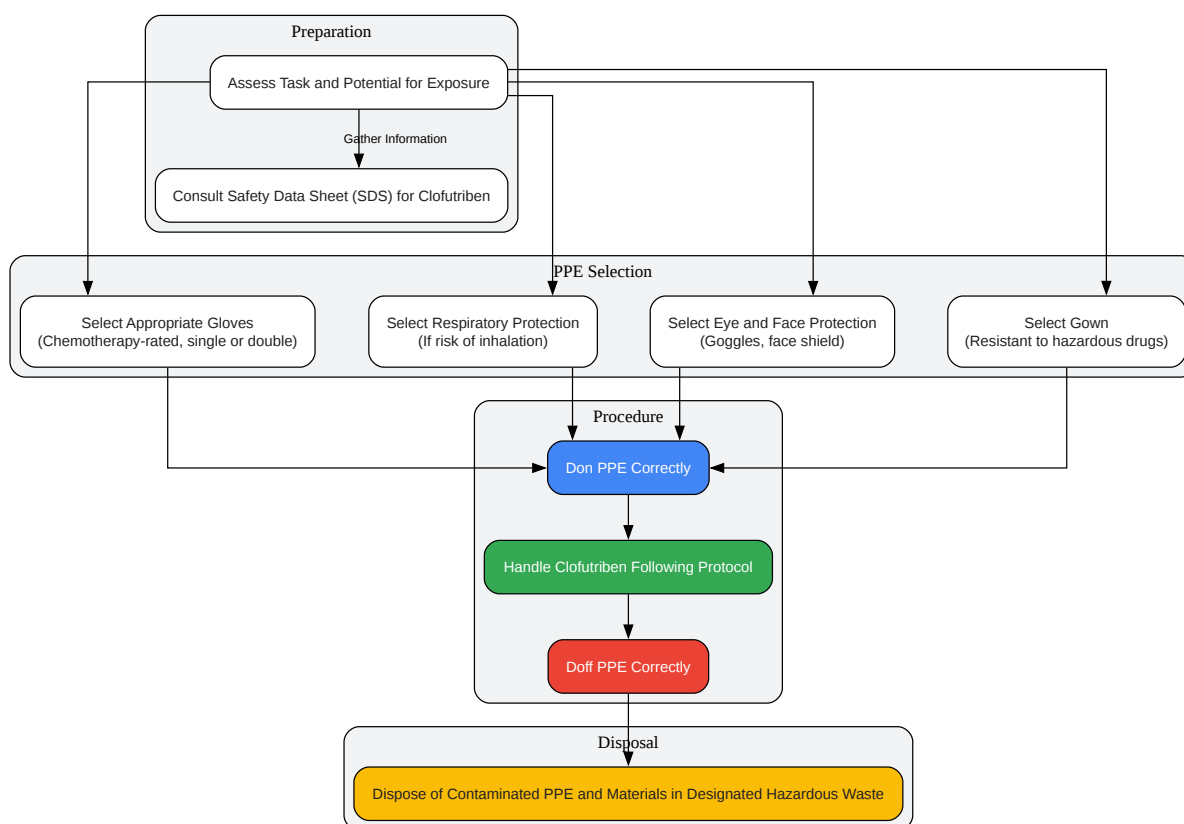 Preparation
Assess Task and Potential for Exposure
Gather Information
Consult Safety Data Sheet (SDS) for Clofutriben
PPE Selection
Select Appropriate Gloves
(Chemotherapy-rated, single or double)
Select Respiratory Protection
(If risk of inhalation)
Select Eye and Face Protection
(Goggles, face shield)
Select Gown
(Resistant to hazardous drugs)
Procedure
Don PPE Correctly
Handle Clofutriben Following Protocol
Doff PPE Correctly
Disposal
Dispose of Contaminated PPE and Materials in Designated Hazardous Waste